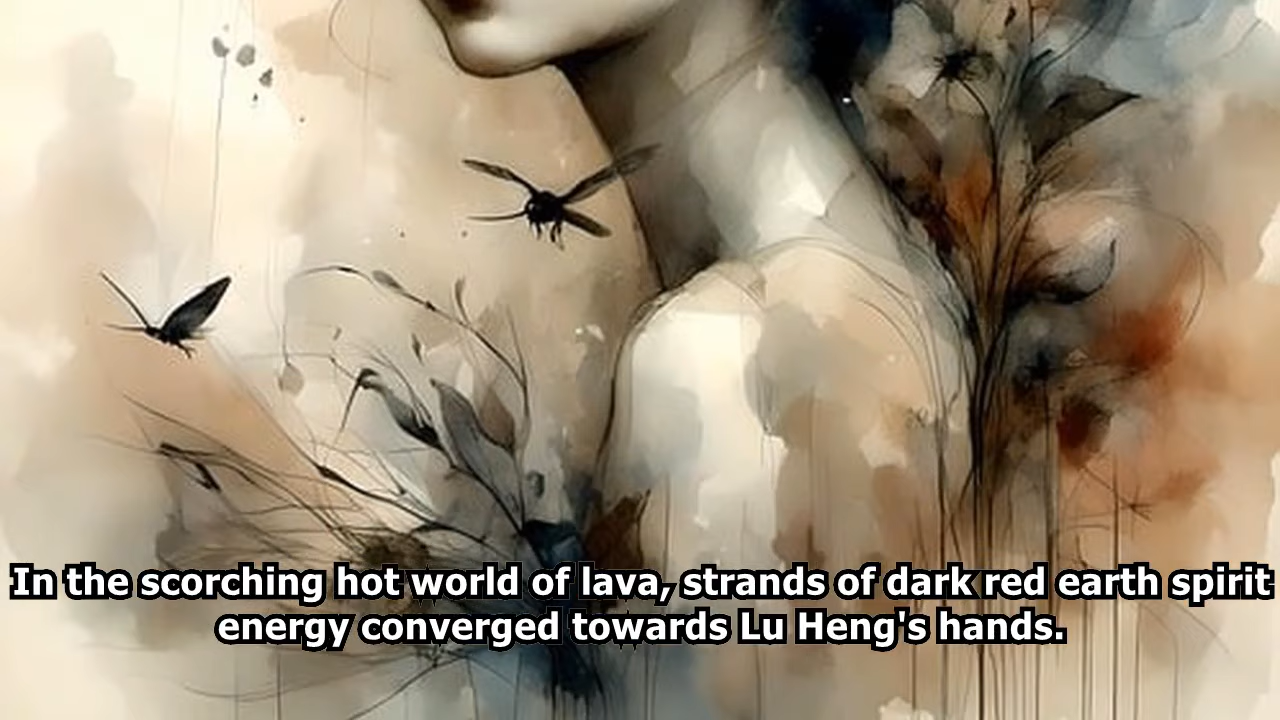 In the scorching hot world of lava, strands of dark red earth spirit
energy converged towards Lu Heng's hands.